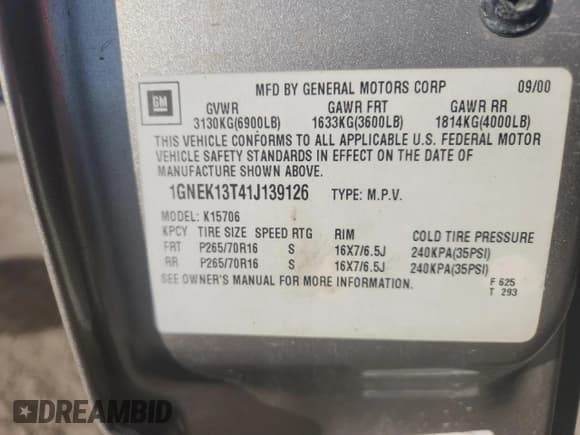 GM
MFD BY GENERAL MOTORS CORP 09/00
GVWR GAWR FRT GAWR RR
3130KG(6900LB) 1633KG(3600LB) 1814KG(4000LB)
THIS VEHICLE CONFORMS TO ALL APPLICABLE U.S. FEDERAL MOTOR
VEHICLE SAFETY STANDARDS IN EFFECT ON THE DATE OF
MANUFACTURE SHOWN ABOVE.
1GNEK13T41J139126 TYPE: M.P.V.
MODEL: K15706
KPCY TIRE SIZE SPEED RTG RIM COLD TIRE PRESSURE
FRT P265/70R16 S 16X7/6.5J 240KPA(35PSI)
RR P265/70R16 S 16X7/6.5J 240KPA(35PSI)
SEE OWNER'S MANUAL FOR MORE INFORMATION.
F 625
T 293
DREAMBID